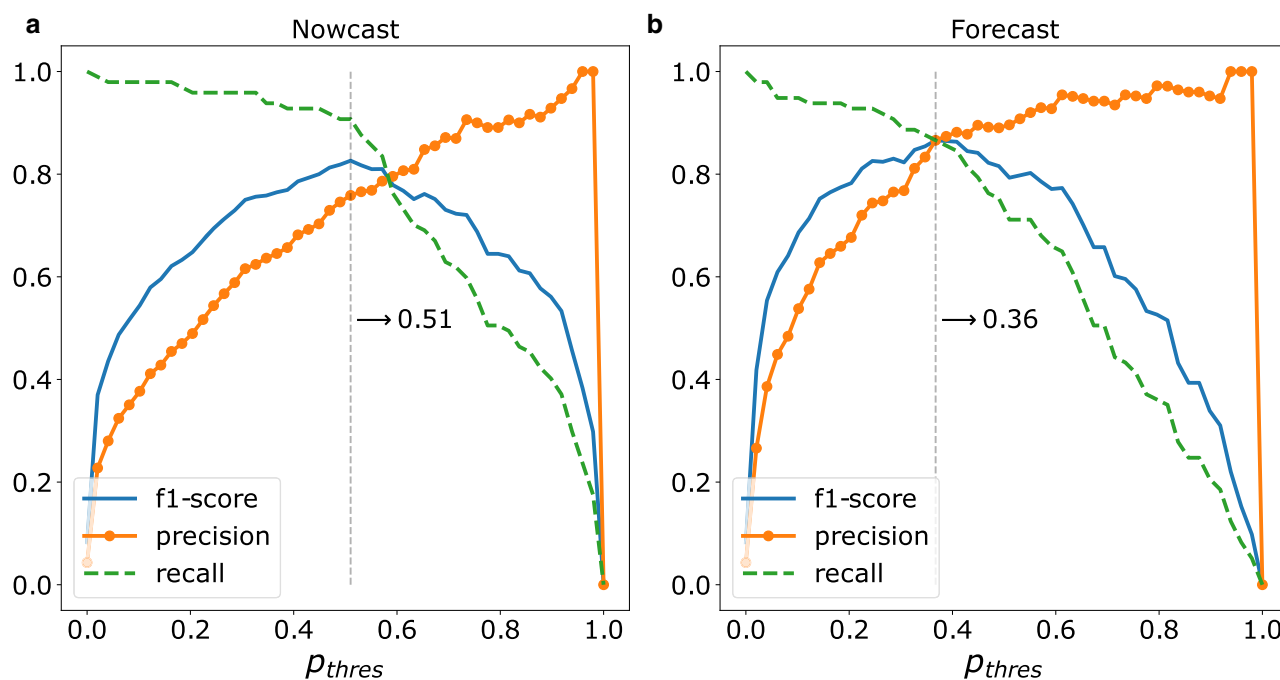 a
Nowcast
1.0
0.8
0.6
0.4
0.2
0.0
→ 0.51
f1-score
precision
recall
0.0 0.2 0.4 0.6 0.8 1.0
p_thres
b
Forecast
1.0
0.8
0.6
0.4
0.2
0.0
→ 0.36
f1-score
precision
recall
0.0 0.2 0.4 0.6 0.8 1.0
p_thres